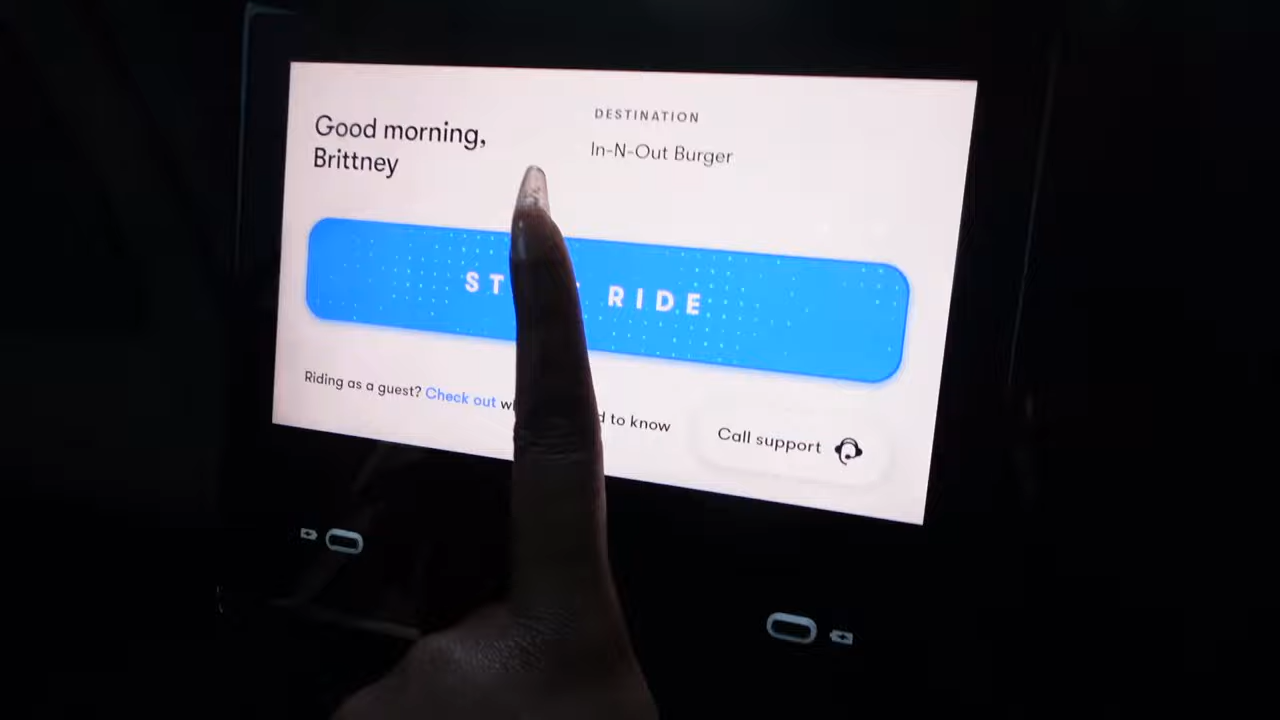 Good morning,
Brittney
DESTINATION
In-N-Out Burger
RIDE
Riding as a guest? Check out
to know
Call support